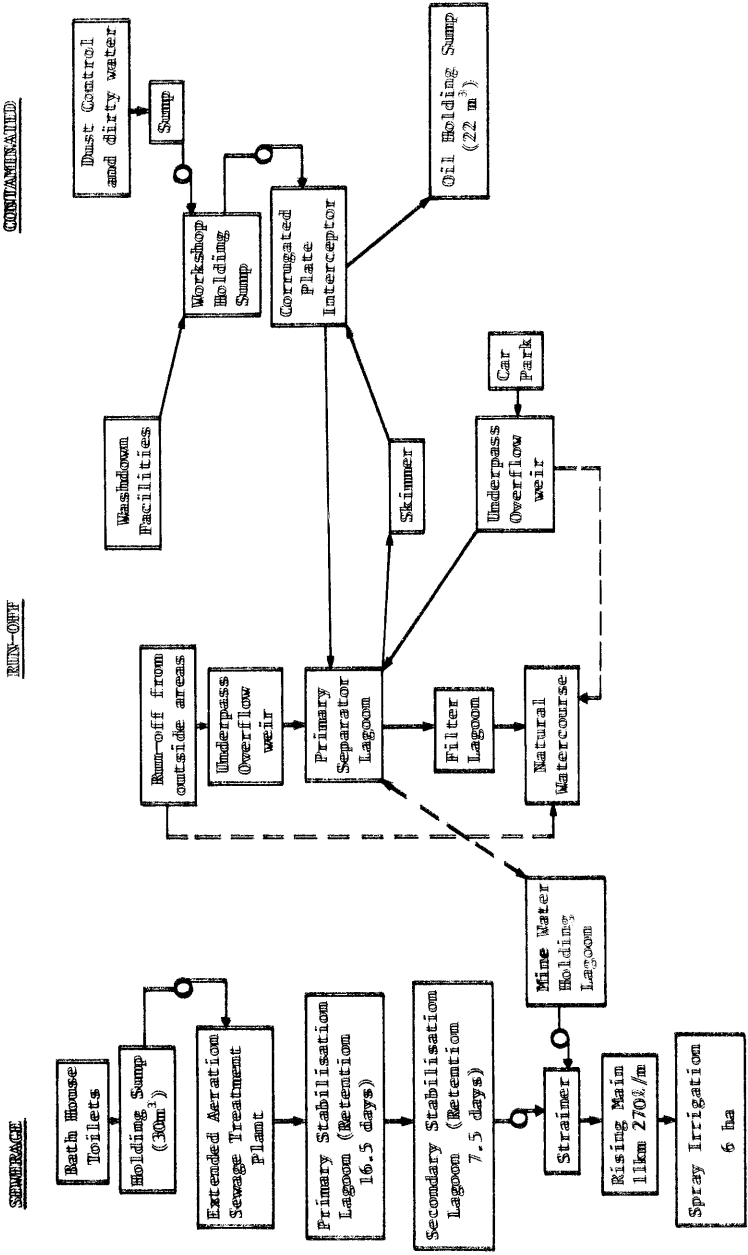 SEWERAGE
Bath House
Toilets
Holding Sump
(30m³)
Extended Aeration
Sewage Treatment
Plant
Primary Stabilisation
Lagoon (Retention
16.5 days)
Secondary Stabilisation
Lagoon (Retention
7.5 days)
Strainer
Rising Main
11km 270ℓ/m
Spray Irrigation
6 ha
Mine Water
Holding
Lagoon
RUN-OFF
Run-off from
outside areas
Underpass
Overflow
weir
Primary
Separator
Lagoon
Filter
Lagoon
Natural
Watercourse
CONTAMINATED
Dust Control
and dirty water
Sump
Washdown
Facilities
Workshop
Holding
Sump
Corrugated
Plate
Interceptor
Skimmer
Oil Holding Sump
(22 m³)
Car
Park
Underpass
Overflow
weir